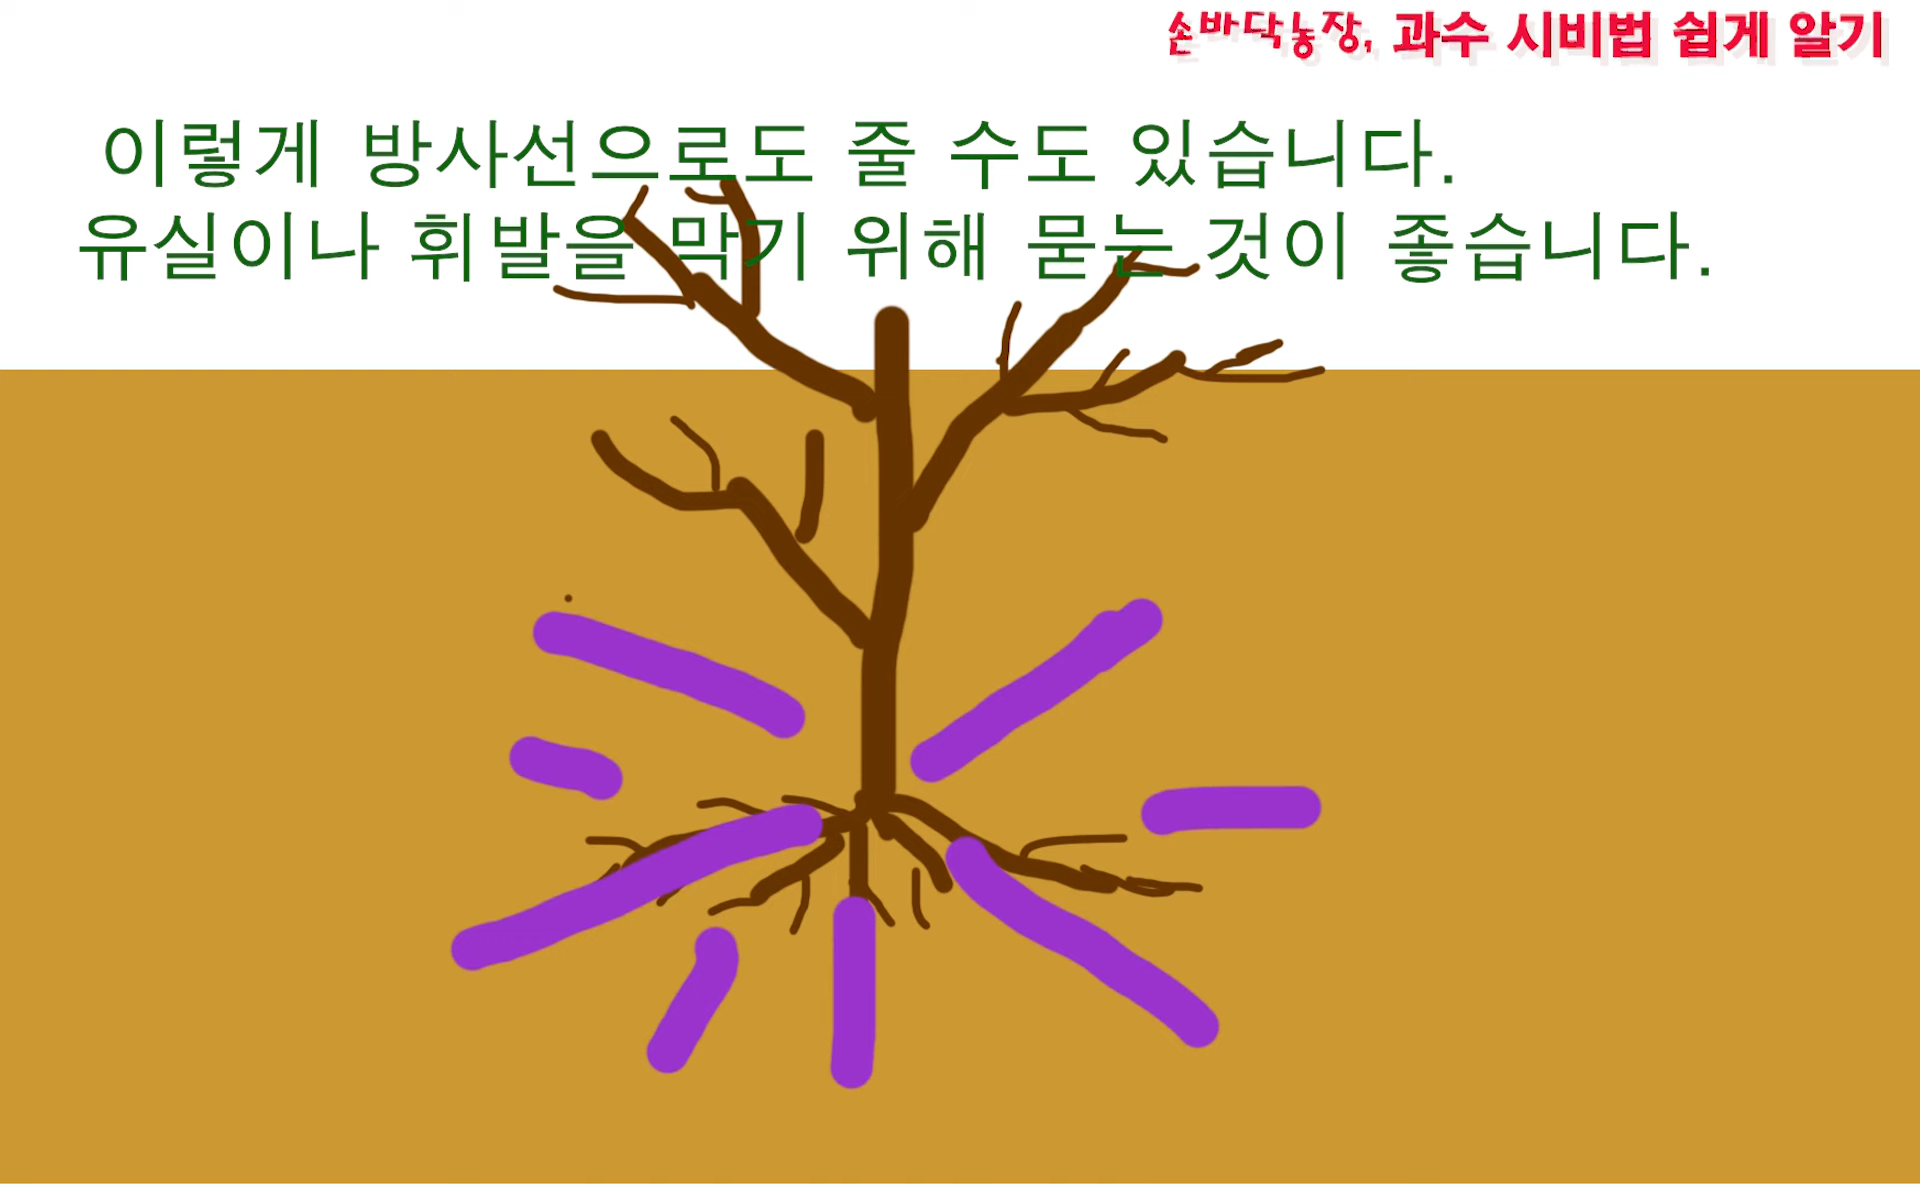 손바닥농장, 과수 시비법 쉽게 알기
이렇게 방사선으로도 줄 수도 있습니다.
유실이나 휘발을 막기 위해 묻는 것이 좋습니다.